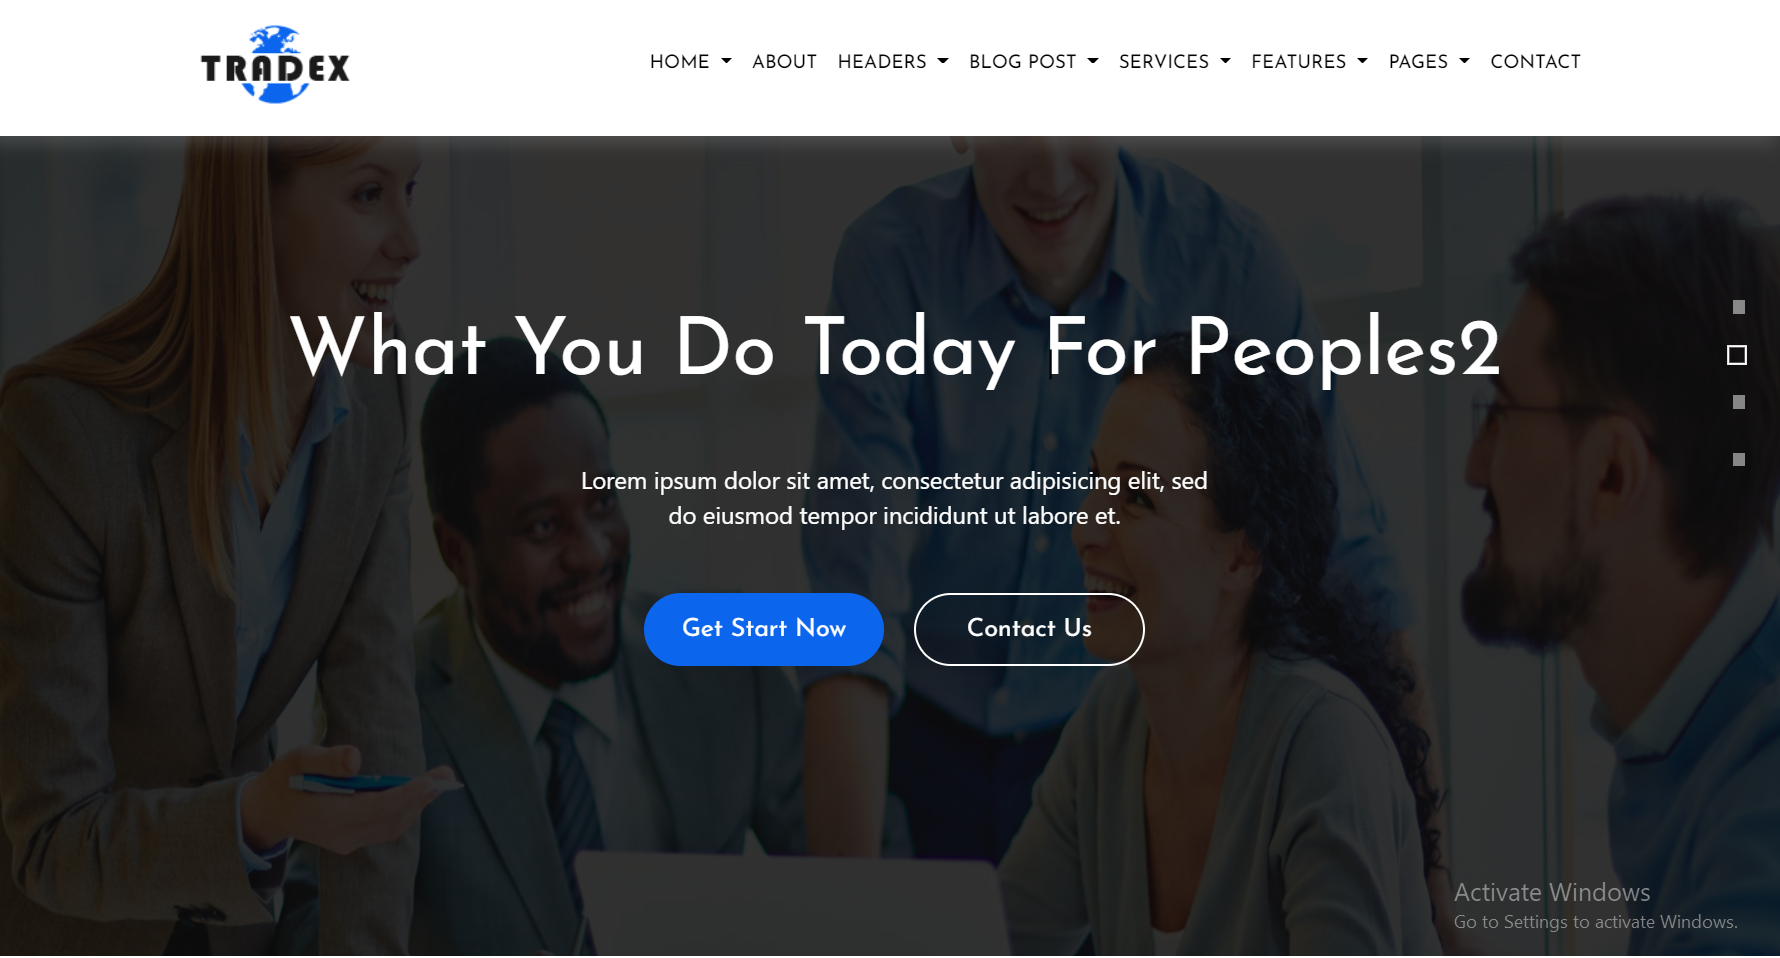 TRADEX
HOME ABOUT HEADERS BLOG POST SERVICES FEATURES PAGES CONTACT
What You Do Today For Peoples2
Lorem ipsum dolor sit amet, consectetur adipisicing elit, sed
do eiusmod tempor incididunt ut labore et.
Get Start Now
Contact Us
Activate Windows
Go to Settings to activate Windows.